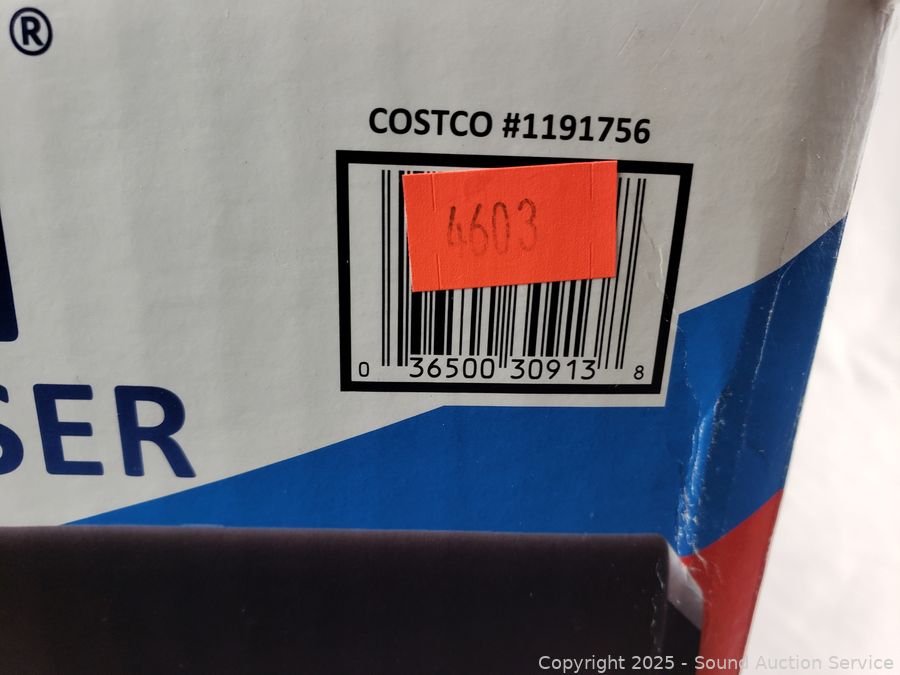 ®
COSTCO #1191756
4603
0 36500 30913 8
SER
Copyright 2025 - Sound Auction Service